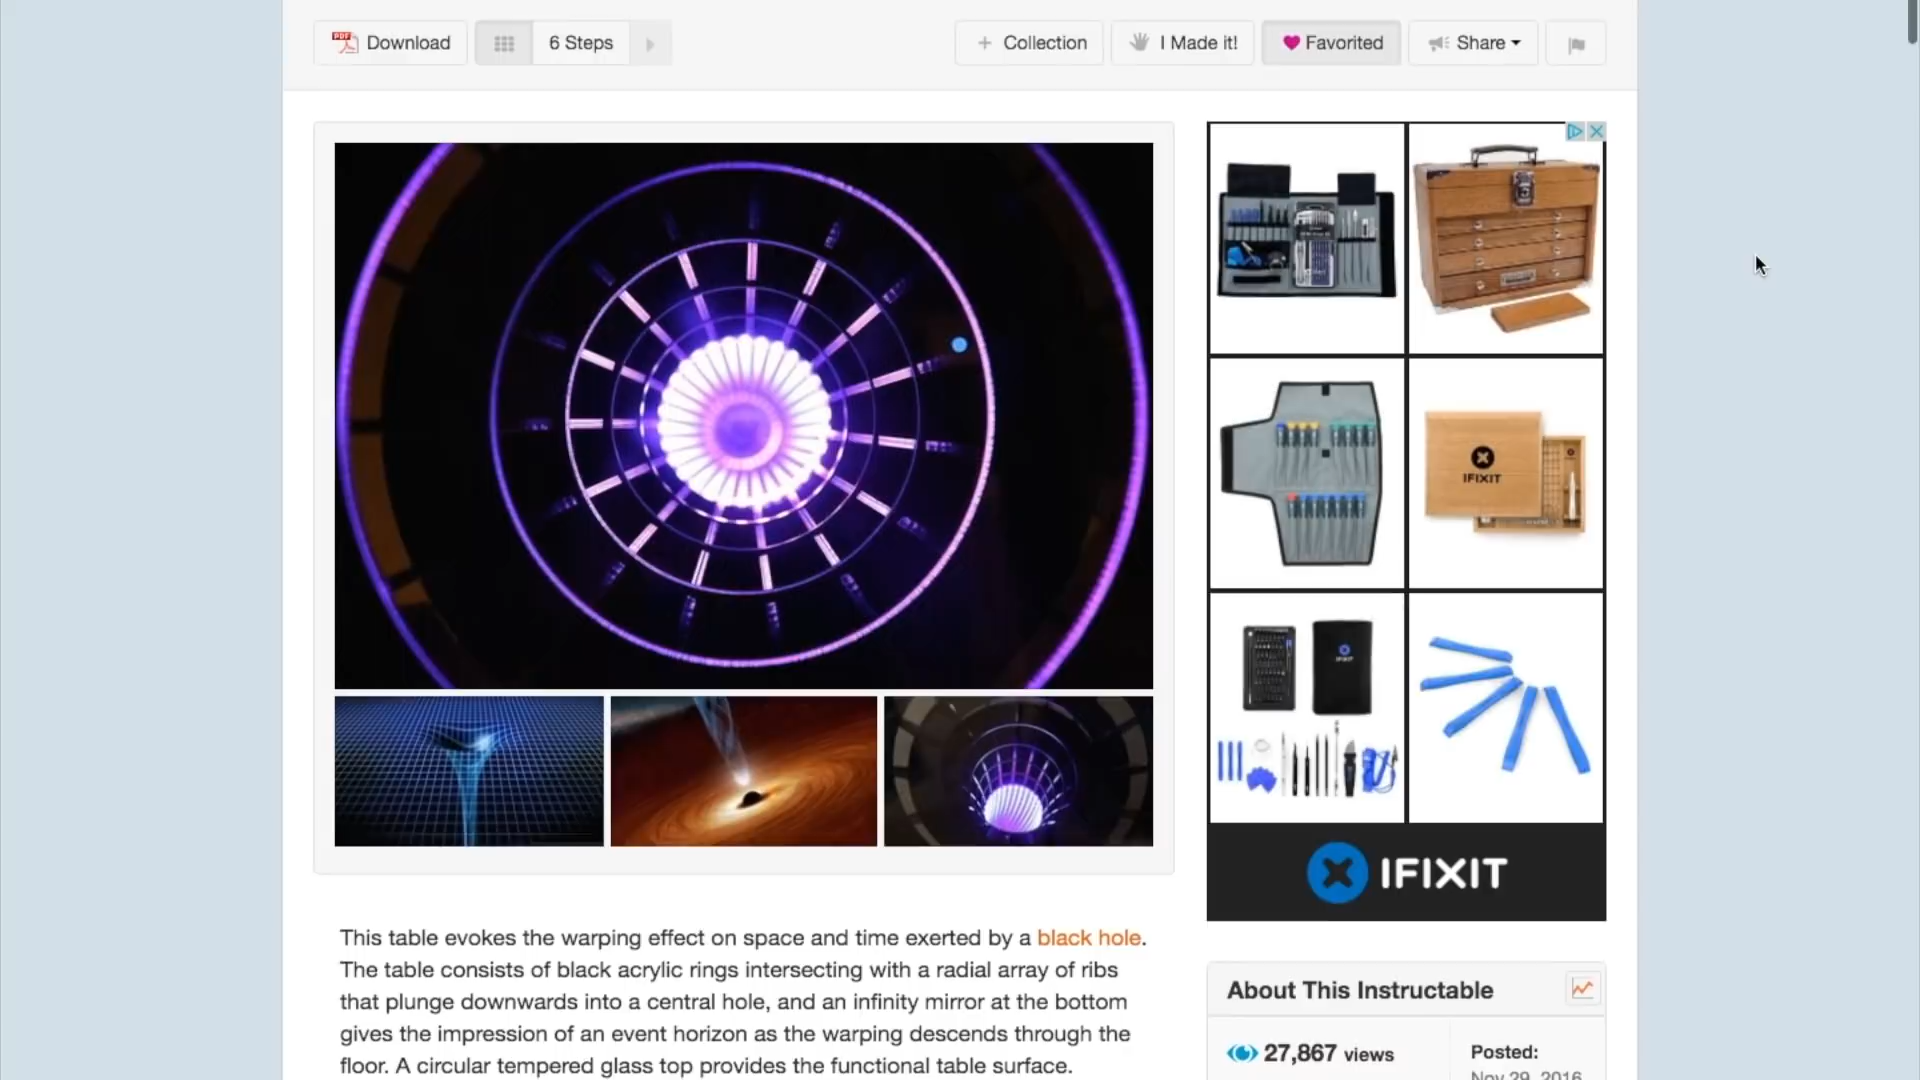 Download
6 Steps
Collection
I Made it!
Favorited
Share
IFIXIT
IFIXIT
IFIXIT
This table evokes the warping effect on space and time exerted by a black hole.
The table consists of black acrylic rings intersecting with a radial array of ribs
that plunge downwards into a central hole, and an infinity mirror at the bottom
gives the impression of an event horizon as the warping descends through the
floor. A circular tempered glass top provides the functional table surface.
About This Instructable
27,867 views
Posted:
Nov 29, 2016